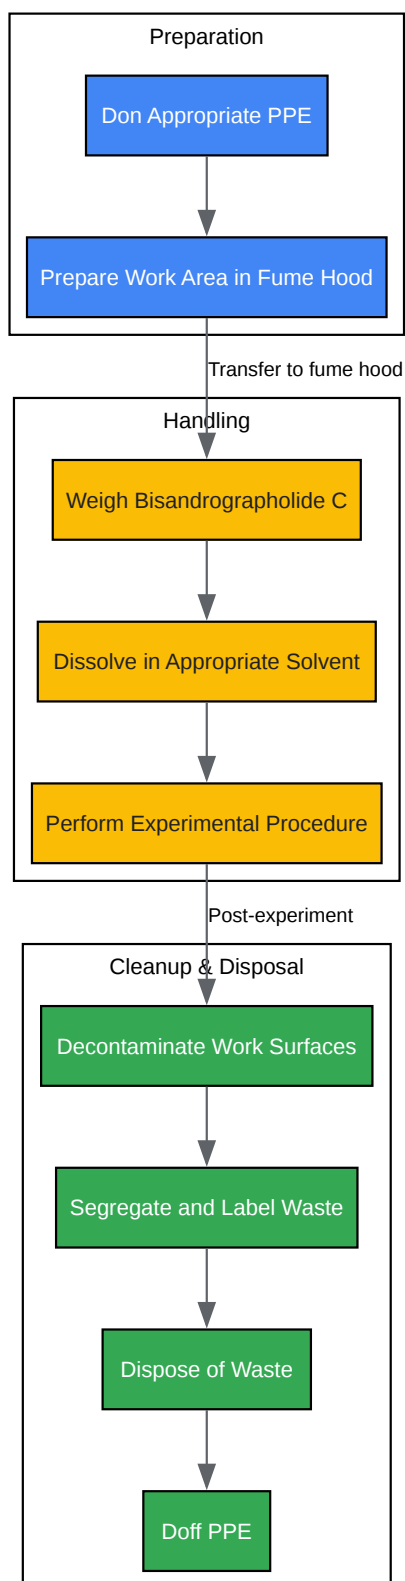 Preparation
Don Appropriate PPE
Prepare Work Area in Fume Hood
Transfer to fume hood
Handling
Weigh Bisandrographolide C
Dissolve in Appropriate Solvent
Perform Experimental Procedure
Post-experiment
Cleanup & Disposal
Decontaminate Work Surfaces
Segregate and Label Waste
Dispose of Waste
Doff PPE